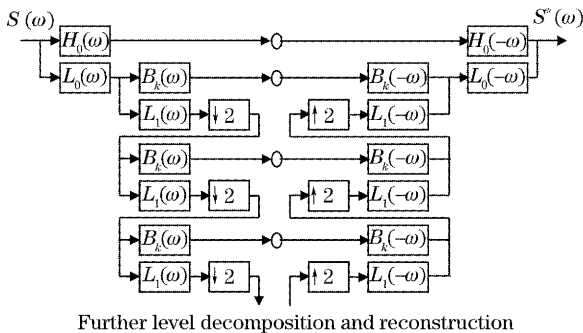 S (ω) S*(ω)
H₀(ω) H₀(-ω)
L₀(ω) Bₖ(ω) Bₖ(-ω) L₀(-ω)
L₁(ω) ↓ 2 ↑ 2 L₁(-ω)
Bₖ(ω) Bₖ(-ω)
L₁(ω) ↓ 2 ↑ 2 L₁(-ω)
Bₖ(ω) Bₖ(-ω)
L₁(ω) ↓ 2 ↑ 2 L₁(-ω)
Further level decomposition and reconstruction